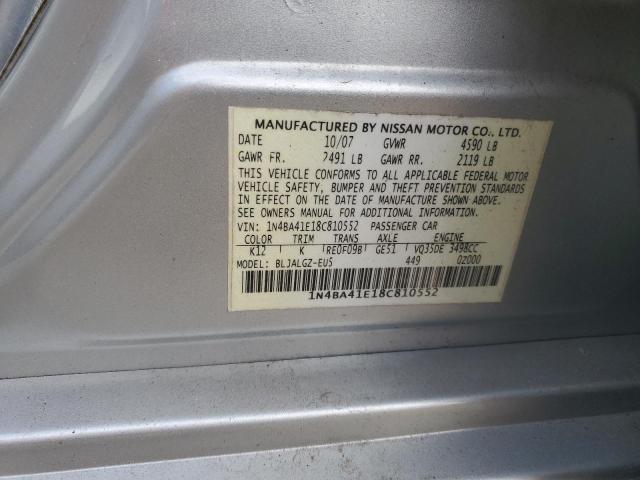 MANUFACTURED BY NISSAN MOTOR CO., LTD.
DATE 10/07 GVWR 4590 LB
GAWR FR. 2491 LB GAWR RR. 2119 LB
THIS VEHICLE CONFORMS TO ALL APPLICABLE FEDERAL MOTOR
VEHICLE SAFETY, BUMPER AND THEFT PREVENTION STANDARDS
IN EFFECT ON THE DATE OF MANUFACTURE SHOWN ABOVE.
SEE OWNERS MANUAL FOR ADDITIONAL INFORMATION.
VIN: 1N4BA41E18C810552 PASSENGER CAR
COLOR TRIM TRANS AXLE ENGINE
K12 K RE0F09B GE51 VQ35DE 3498CC
MODEL: BLJALGZ-EUS 449 02000
1N4BA41E18C810552